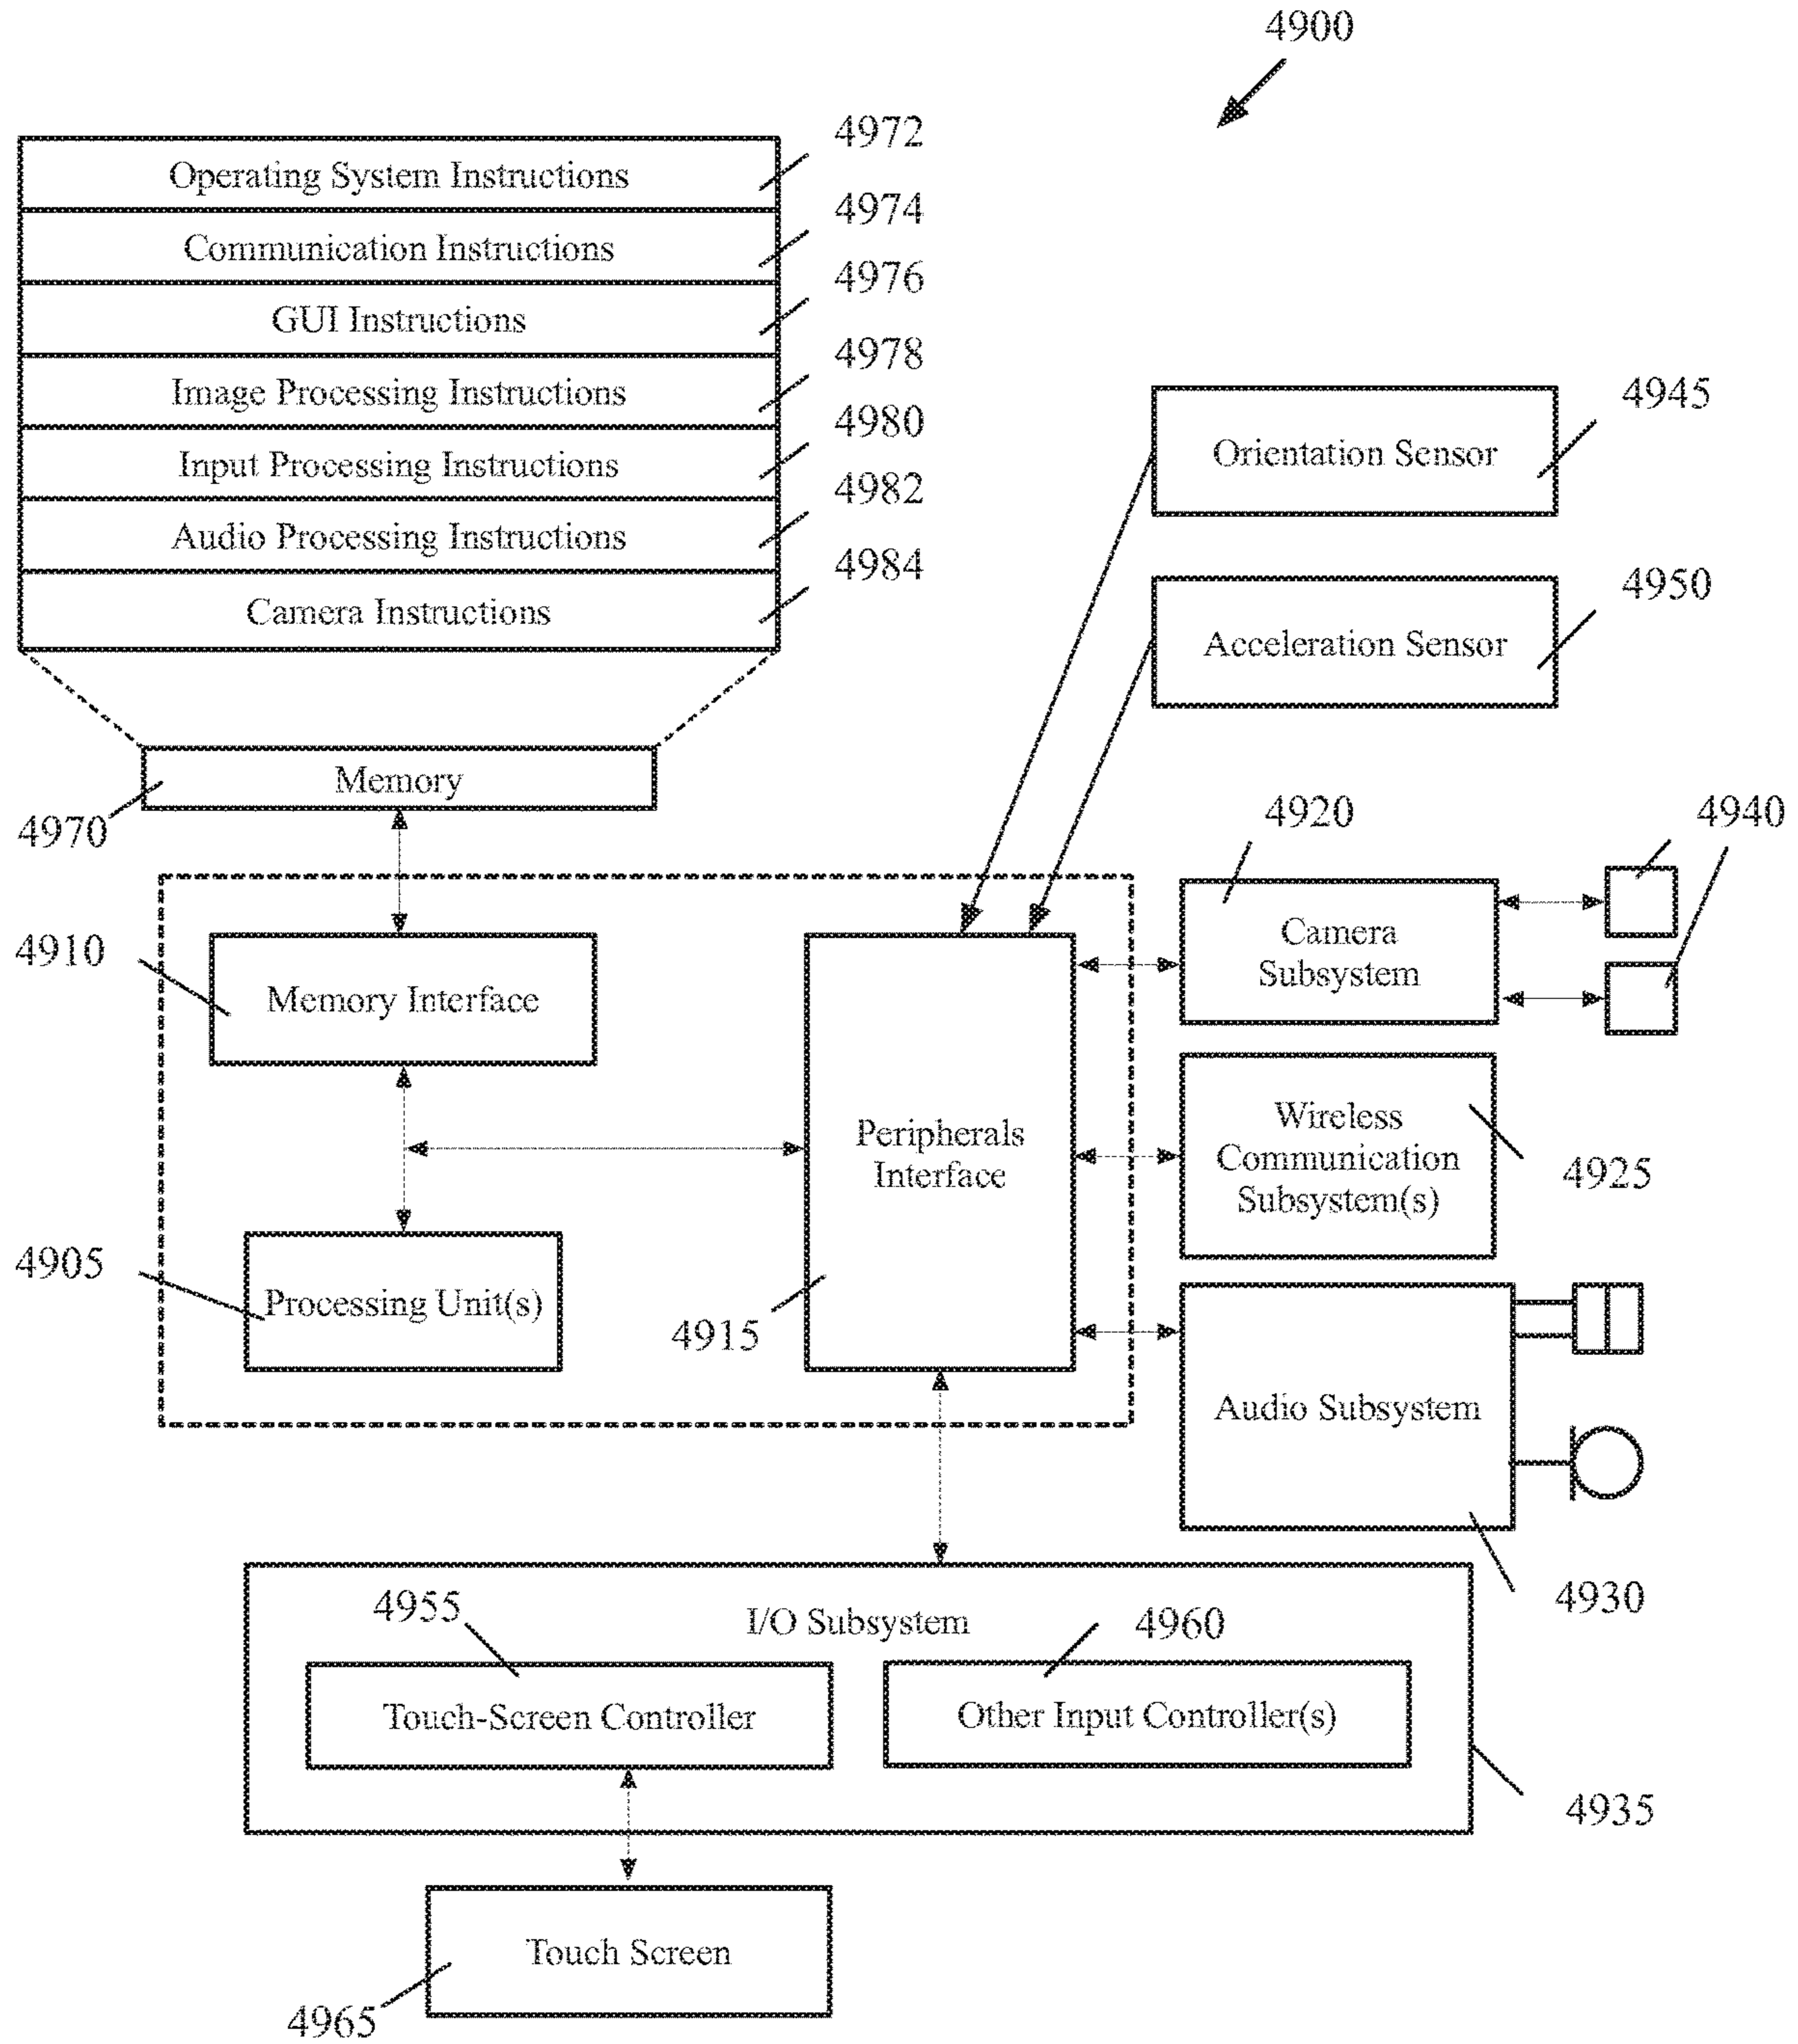 4900
4972
Operating System Instructions
4974
Communication Instructions
4976
GUI Instructions
4978
Image Processing Instructions
4980
Input Processing Instructions
4982
Audio Processing Instructions
4984
Camera Instructions
4945
Orientation Sensor
4950
Acceleration Sensor
Memory
4970
4920
4940
4910
Memory Interface
Camera
Subsystem
Peripherals
Interface
Wireless
Communication
Subsystem(s)
4925
4905
Processing Unit(s)
4915
Audio Subsystem
4930
4955
I/O Subsystem
4960
Touch-Screen Controller
Other Input Controller(s)
4935
Touch Screen
4965